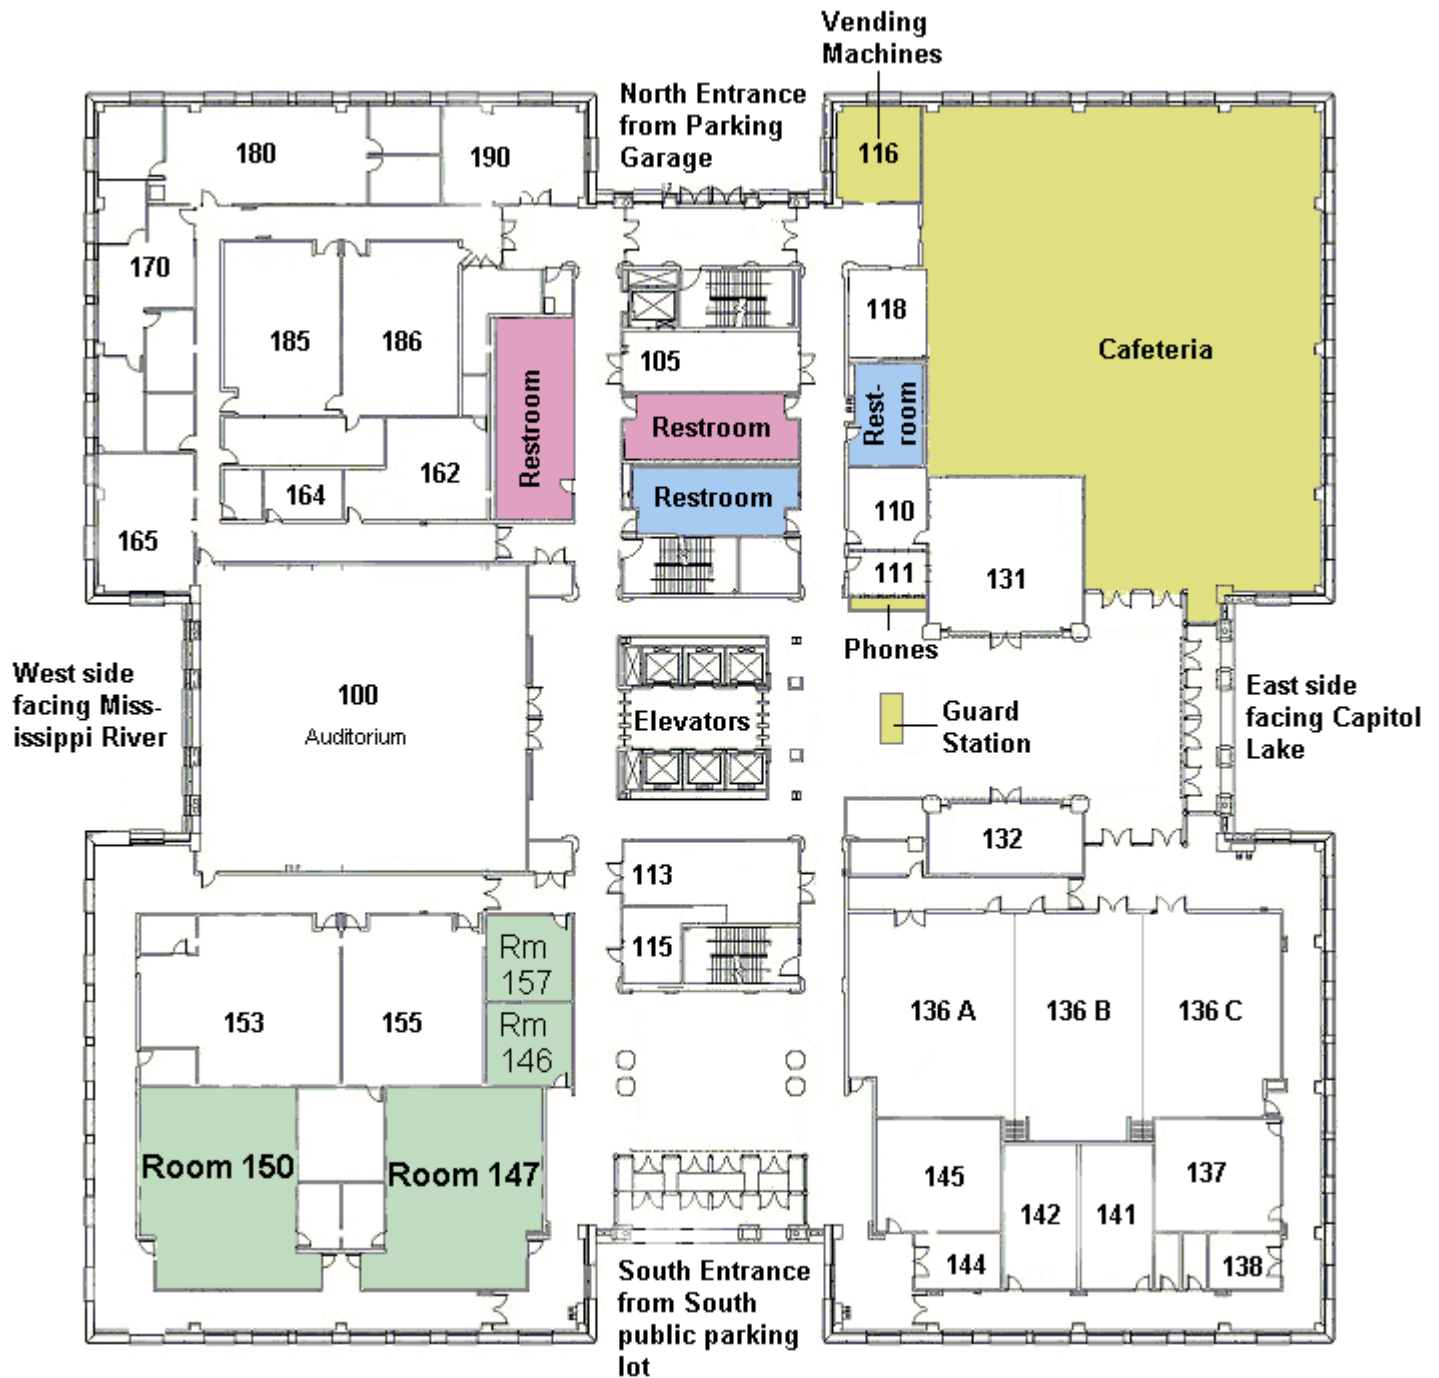 Vending
Machines
North Entrance
from Parking
Garage
180
190
116
170
185
186
118
105
Cafeteria
Restroom
Restroom
Rest-
room
162
164
Restroom
110
165
111
131
Phones
West side
facing Miss-
issippi River
100
Auditorium
Elevators
Guard
Station
East side
facing Capitol
Lake
132
113
115
Rm
157
153
155
Rm
146
136 A
136 B
136 C
Room 150
Room 147
145
142
141
137
144
138
South Entrance
from South
public parking
lot